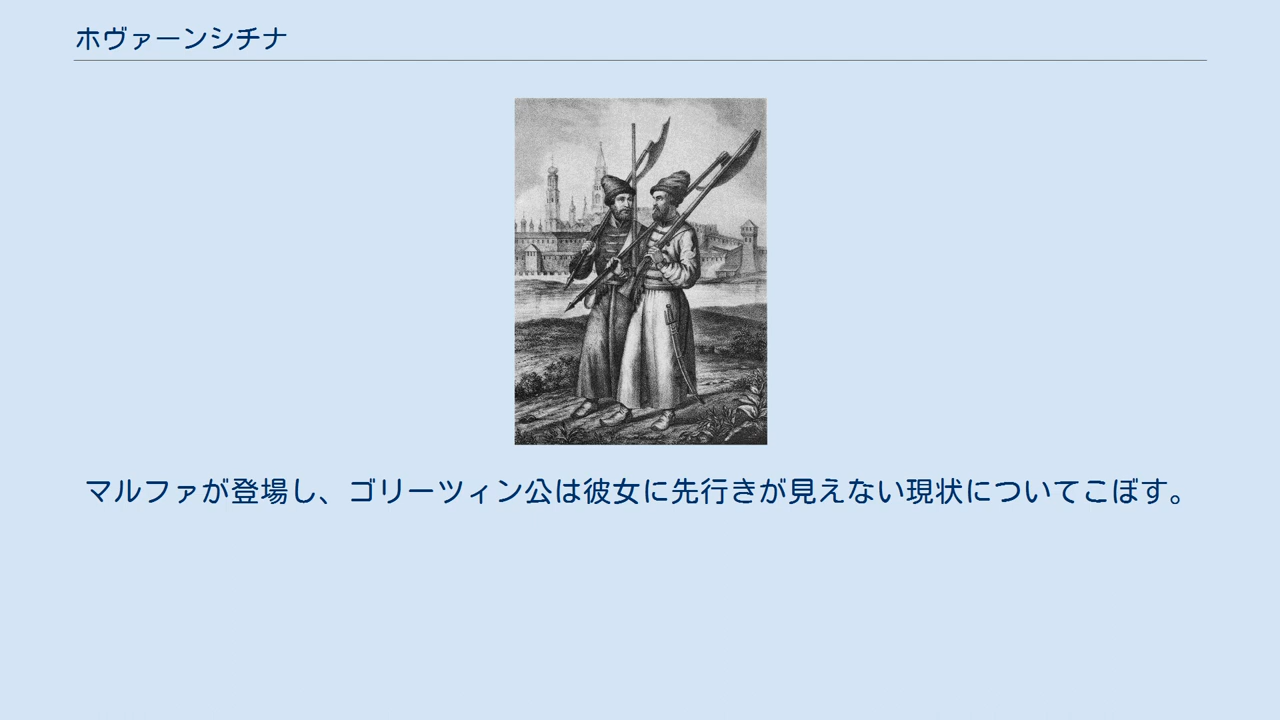 ホヴァーンシチナ
マルファが登場し、ゴリーツィン公は彼女に先行きが見えない現状についてこぼす。